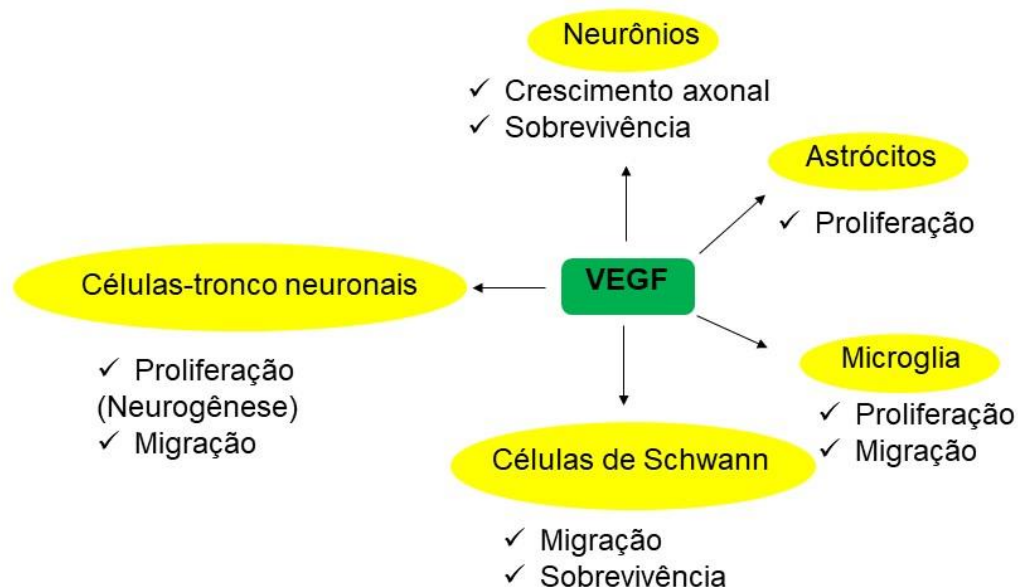 Neurônios
✓ Crescimento axonal
✓ Sobrevivência
Astrócitos
✓ Proliferação
VEGF
Células-tronco neuronais
✓ Proliferação
(Neurogênese)
✓ Migração
Microglia
✓ Proliferação
✓ Migração
Células de Schwann
✓ Migração
✓ Sobrevivência